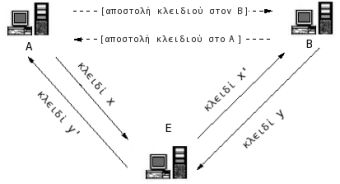 [αποστολή κλειδιού στον Β]
[αποστολή κλειδιού στο Α ]
Α
Β
κλειδί x
κλειδί x'
κλειδί y'
κλειδί y
Ε